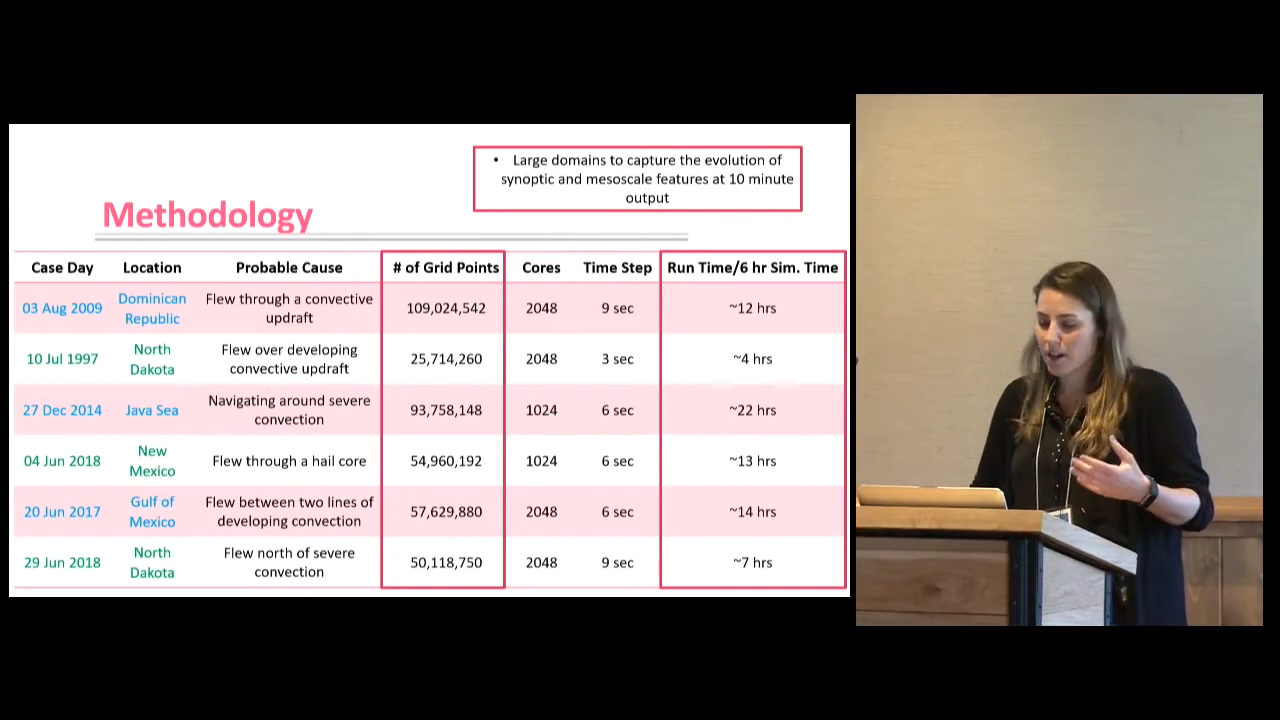 • Large domains to capture the evolution of
synoptic and mesoscale features at 10 minute
output
Methodology
Case Day Location Probable Cause # of Grid Points Cores Time Step Run Time/6 hr Sim. Time
03 Aug 2009 Dominican Republic Flew through a convective updraft 109,024,542 2048 9 sec ~12 hrs
10 Jul 1997 North Dakota Flew over developing convective updraft 25,714,260 2048 3 sec ~4 hrs
27 Dec 2014 Java Sea Navigating around severe convection 93,758,148 1024 6 sec ~22 hrs
04 Jun 2018 New Mexico Flew through a hail core 54,960,192 1024 6 sec ~13 hrs
20 Jun 2017 Gulf of Mexico Flew between two lines of developing convection 57,629,880 2048 6 sec ~14 hrs
29 Jun 2018 North Dakota Flew north of severe convection 50,118,750 2048 9 sec ~7 hrs